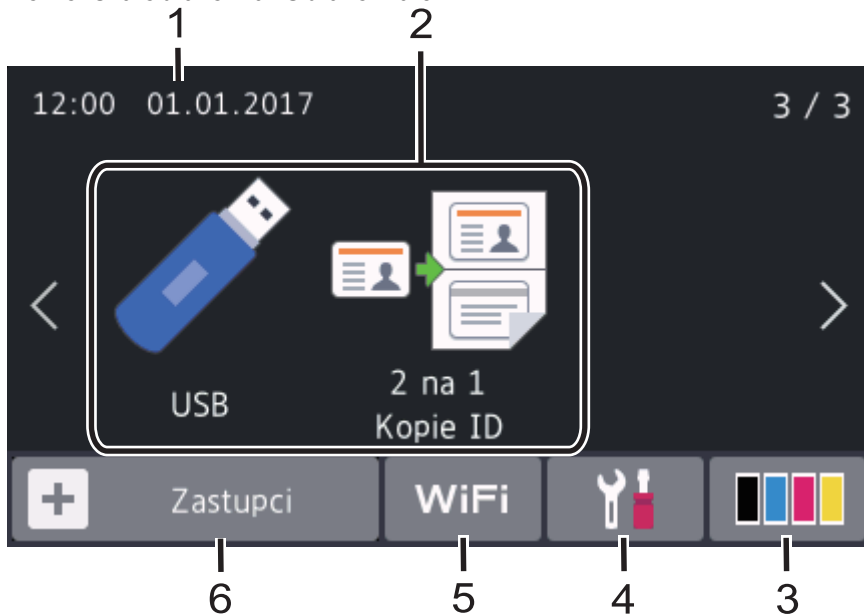 1 2
12:00 01.01.2017 3 / 3
USB
2 na 1
Kopie ID
Zastupci WiFi
6 5 4 3